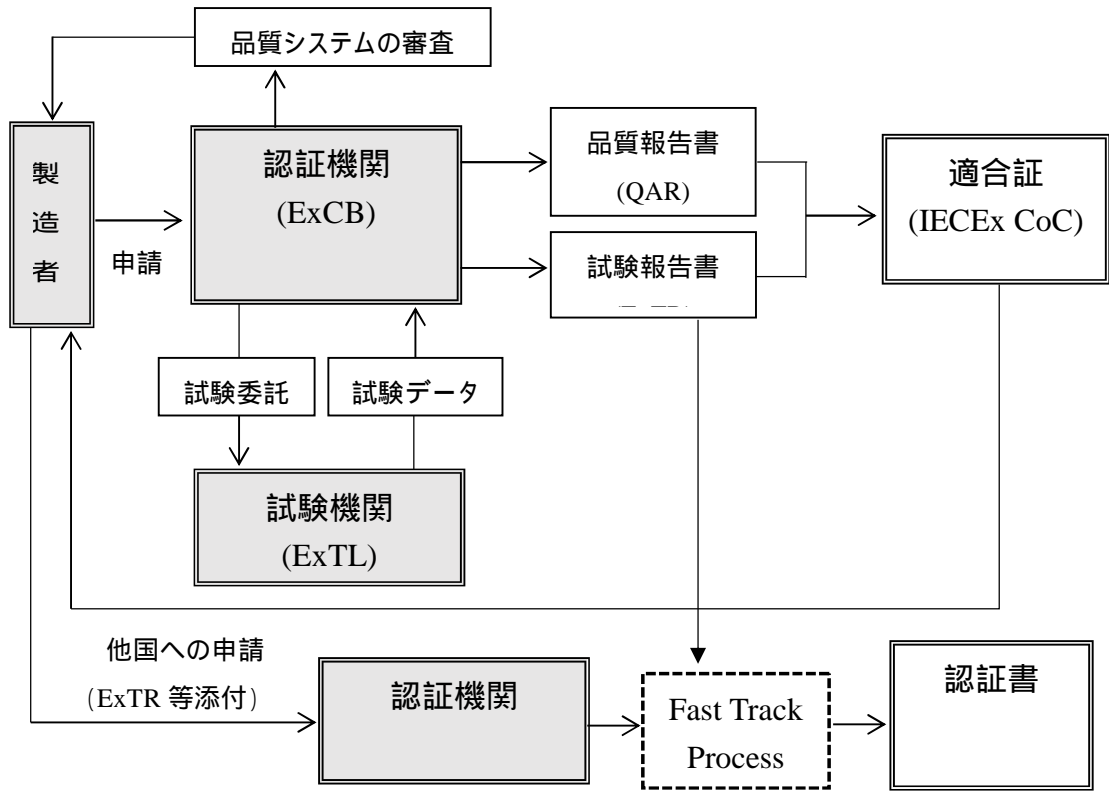 品質システムの審査
製
造
者
申請
認証機関
(ExCB)
品質報告書
(QAR)
試験報告書
適合証
(IECEx CoC)
試験委託
試験データ
試験機関
(ExTL)
他国への申請
(ExTR 等添付)
認証機関
Fast Track
Process
認証書